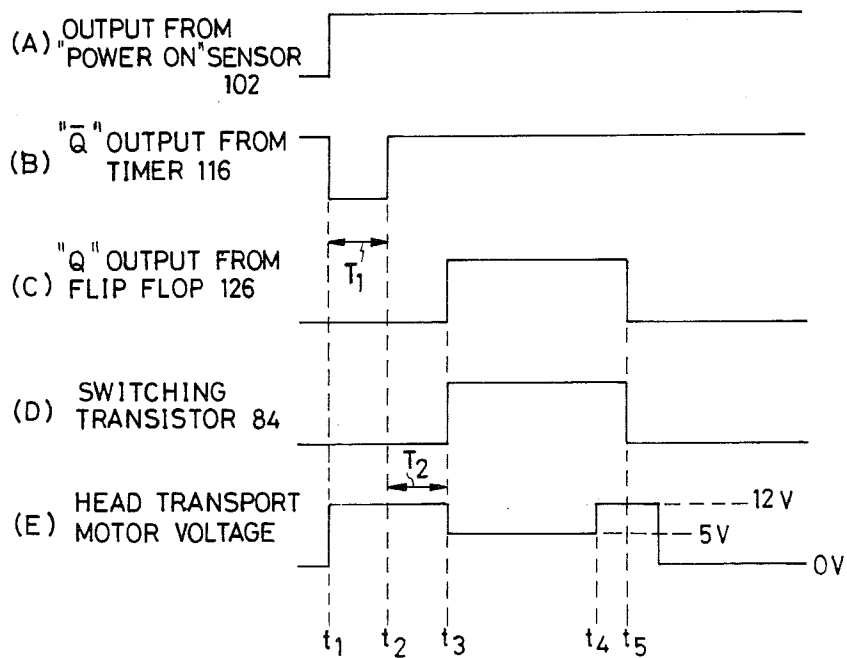 (A) OUTPUT FROM
"POWER ON" SENSOR
102
(B) "Q̅" OUTPUT FROM
TIMER 116
T₁
(C) "Q" OUTPUT FROM
FLIP FLOP 126
(D) SWITCHING
TRANSISTOR 84
T₂
(E) HEAD TRANSPORT
MOTOR VOLTAGE
12 V
5 V
0V
t₁ t₂ t₃ t₄ t₅